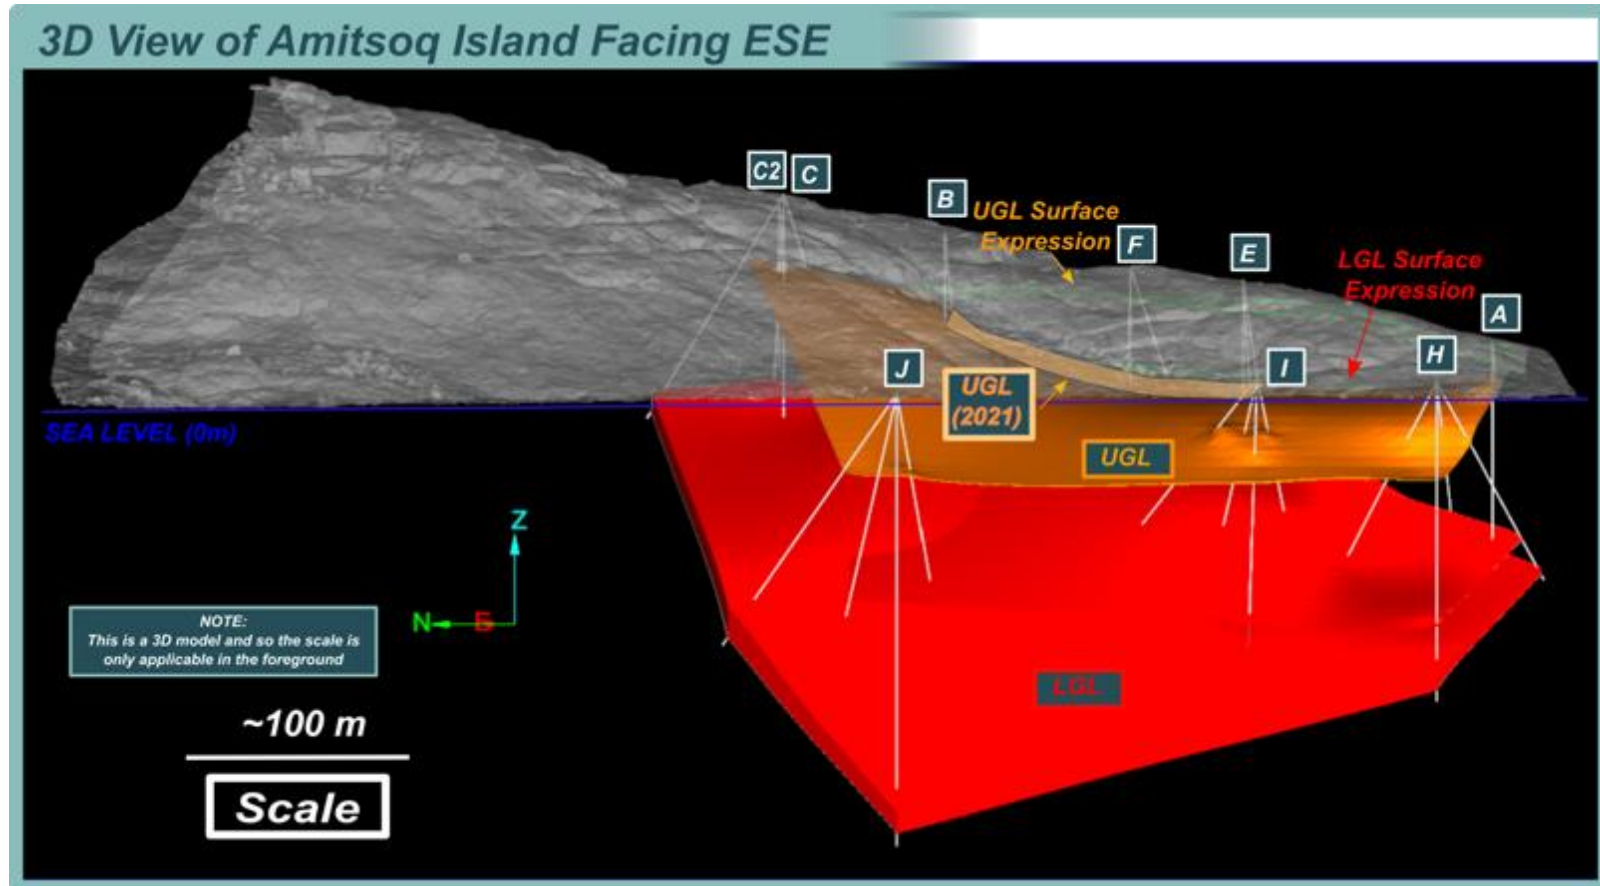 3D View of Amitsoq Island Facing ESE
C2
C
B
UGL Surface
Expression
F
E
LGL Surface
Expression
A
J
UGL
(2021)
I
H
SEA LEVEL (0m)
UGL
Z
N
E
NOTE:
This is a 3D model and so the scale is
only applicable in the foreground
LGL
~100 m
Scale